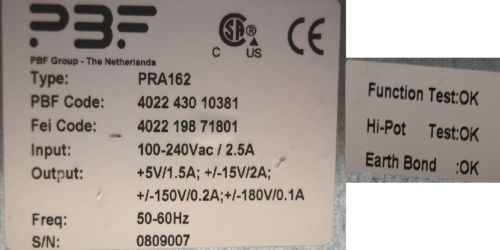 PBF
PBF Group - The Netherlands
SA
C US
CE
Type: PRA162
PBF Code: 4022 430 10381
Fei Code: 4022 198 71801
Input: 100-240Vac / 2.5A
Output: +5V/1.5A; +/-15V/2A;
+/-150V/0.2A;+/-180V/0.1A
Freq: 50-60Hz
S/N: 0809007
Function Test:OK
Hi-Pot Test:OK
Earth Bond :OK